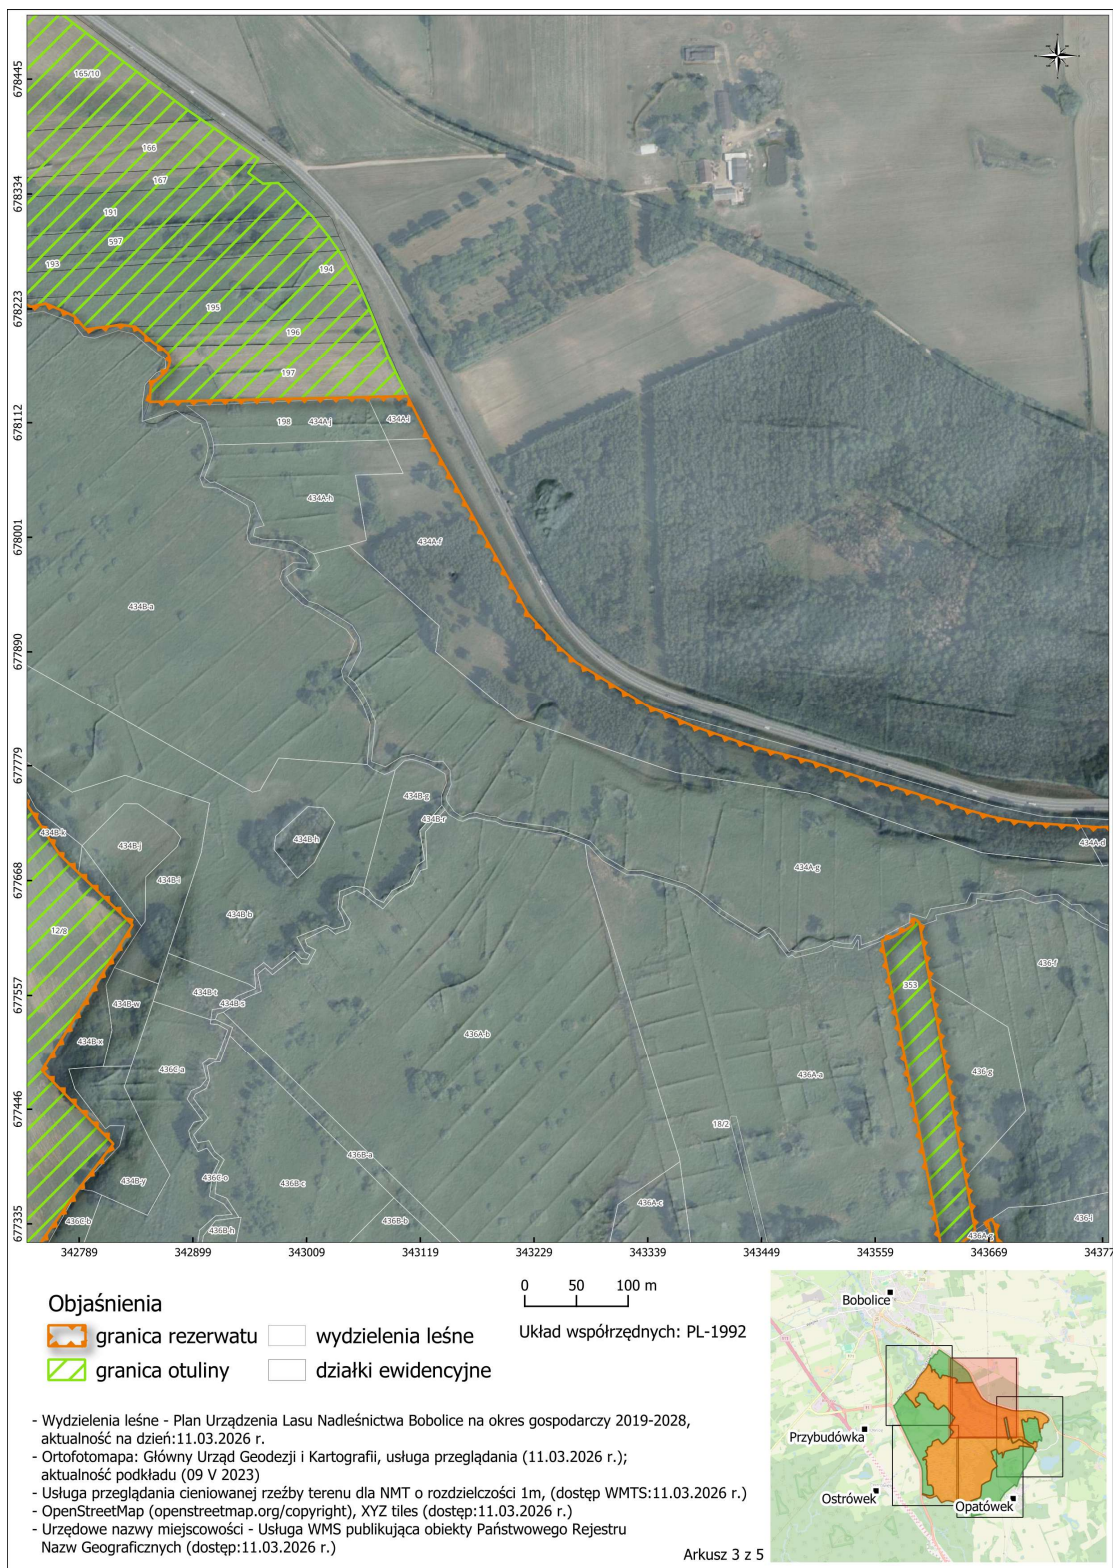 678445
678334
678223
678112
678001
677890
677779
677668
677557
677446
677335
165/10
166
167
191
597
193
194
195
196
197
198
434A-j
434A-i
434A-h
434A-f
434B-a
434B-g
434B-r
434B-k
434B-j
434B-h
434A-d
434A-g
434B-i
434B-b
12/8
436-f
434B-t
434B-s
353
434B-w
436A-b
434B-x
436C-a
436A-a
436-g
18/2
436B-a
434B-y
436C-o
436B-c
436A-c
436C-b
436B-h
436B-b
436-i
342789
342899
343009
343119
343229
343339
343449
343559
343669
34377
Objaśnienia
granica rezerwatu
wydzielenia leśne
granica otuliny
działki ewidencyjne
0 50 100 m
Układ współrzędnych: PL-1992
- Wydzielenia leśne - Plan Urządzenia Lasu Nadleśnictwa Bobolice na okres gospodarczy 2019-2028,
aktualność na dzień:11.03.2026 r.
- Ortofotomapa: Główny Urząd Geodezji i Kartografii, usługa przeglądania (11.03.2026 r.);
aktualność podkładu (09 V 2023)
- Usługa przeglądania cieniowanej rzeźby terenu dla NMT o rozdzielczości 1m, (dostęp WMTS:11.03.2026 r.)
- OpenStreetMap (openstreetmap.org/copyright), XYZ tiles (dostęp:11.03.2026 r.)
- Urzędowe nazwy miejscowości - Usługa WMS publikująca obiekty Państwowego Rejestru
Nazw Geograficznych (dostęp:11.03.2026 r.)
Bobolice
Przybudówka
Ostrówek
Opatówek
Arkusz 3 z 5